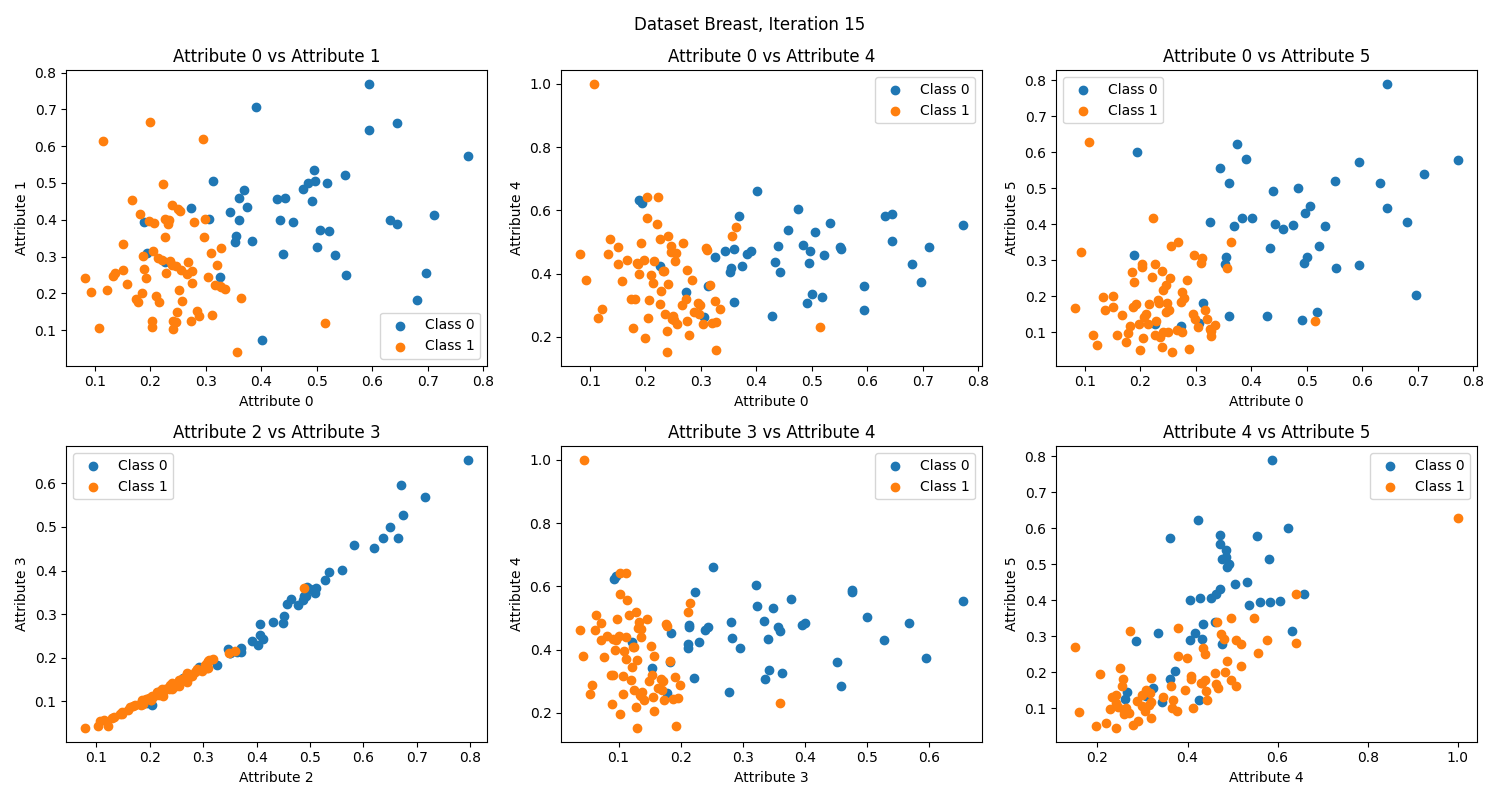 Dataset Breast, Iteration 15
Attribute 0 vs Attribute 1
0.8
0.7
0.6
0.5
0.4
0.3
0.2
0.1
Attribute 1
Class 0
Class 1
0.1 0.2 0.3 0.4 0.5 0.6 0.7 0.8
Attribute 0
Attribute 0 vs Attribute 4
1.0
0.8
0.6
0.4
0.2
Attribute 4
Class 0
Class 1
0.1 0.2 0.3 0.4 0.5 0.6 0.7 0.8
Attribute 0
Attribute 0 vs Attribute 5
0.8
0.7
0.6
0.5
0.4
0.3
0.2
0.1
Attribute 5
Class 0
Class 1
0.1 0.2 0.3 0.4 0.5 0.6 0.7 0.8
Attribute 0
Attribute 2 vs Attribute 3
0.6
0.5
0.4
0.3
0.2
0.1
Attribute 3
Class 0
Class 1
0.1 0.2 0.3 0.4 0.5 0.6 0.7 0.8
Attribute 2
Attribute 3 vs Attribute 4
1.0
0.8
0.6
0.4
0.2
Attribute 4
Class 0
Class 1
0.1 0.2 0.3 0.4 0.5 0.6
Attribute 3
Attribute 4 vs Attribute 5
0.8
0.7
0.6
0.5
0.4
0.3
0.2
0.1
Attribute 5
Class 0
Class 1
0.2 0.4 0.6 0.8 1.0
Attribute 4